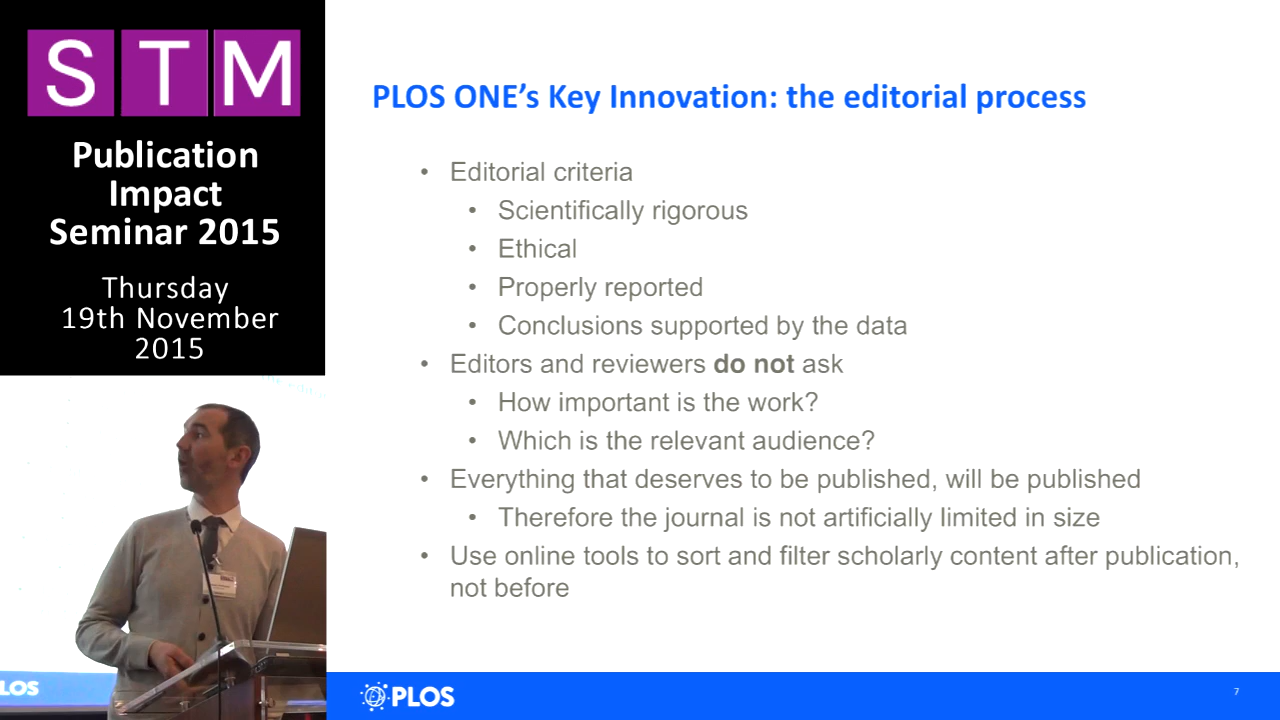 STM
Publication
Impact
Seminar 2015
Thursday
19th November
2015
PLOS ONE’s Key Innovation: the editorial process
• Editorial criteria
• Scientifically rigorous
• Ethical
• Properly reported
• Conclusions supported by the data
• Editors and reviewers do not ask
• How important is the work?
• Which is the relevant audience?
• Everything that deserves to be published, will be published
• Therefore the journal is not artificially limited in size
• Use online tools to sort and filter scholarly content after publication,
not before
LOS
PLOS
7